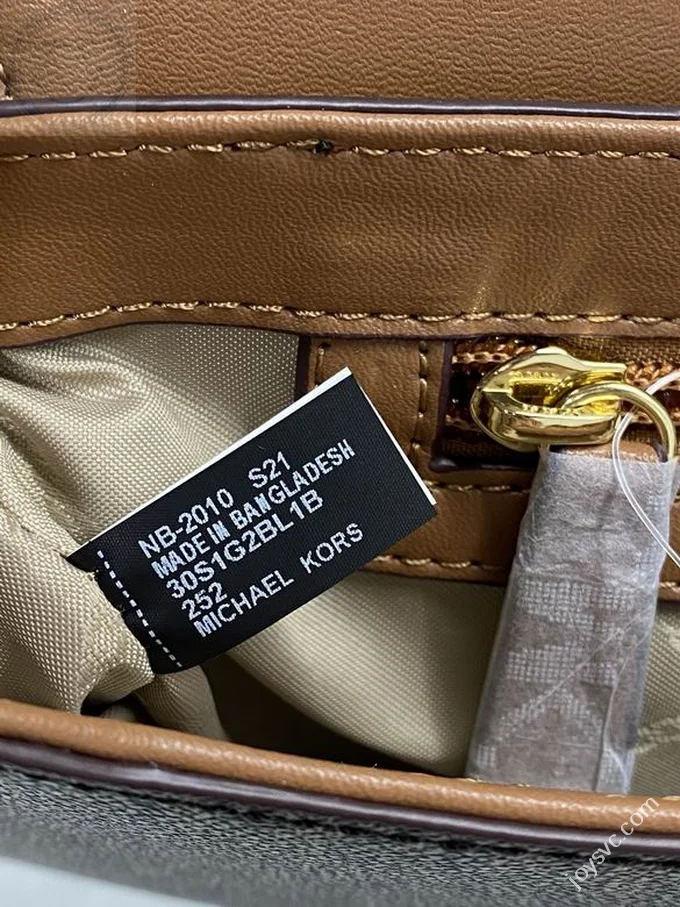 NB-2010 S21
MADE IN BANGLADESH
30S1G2BL1B
252
MICHAEL KORS
joysvc.com